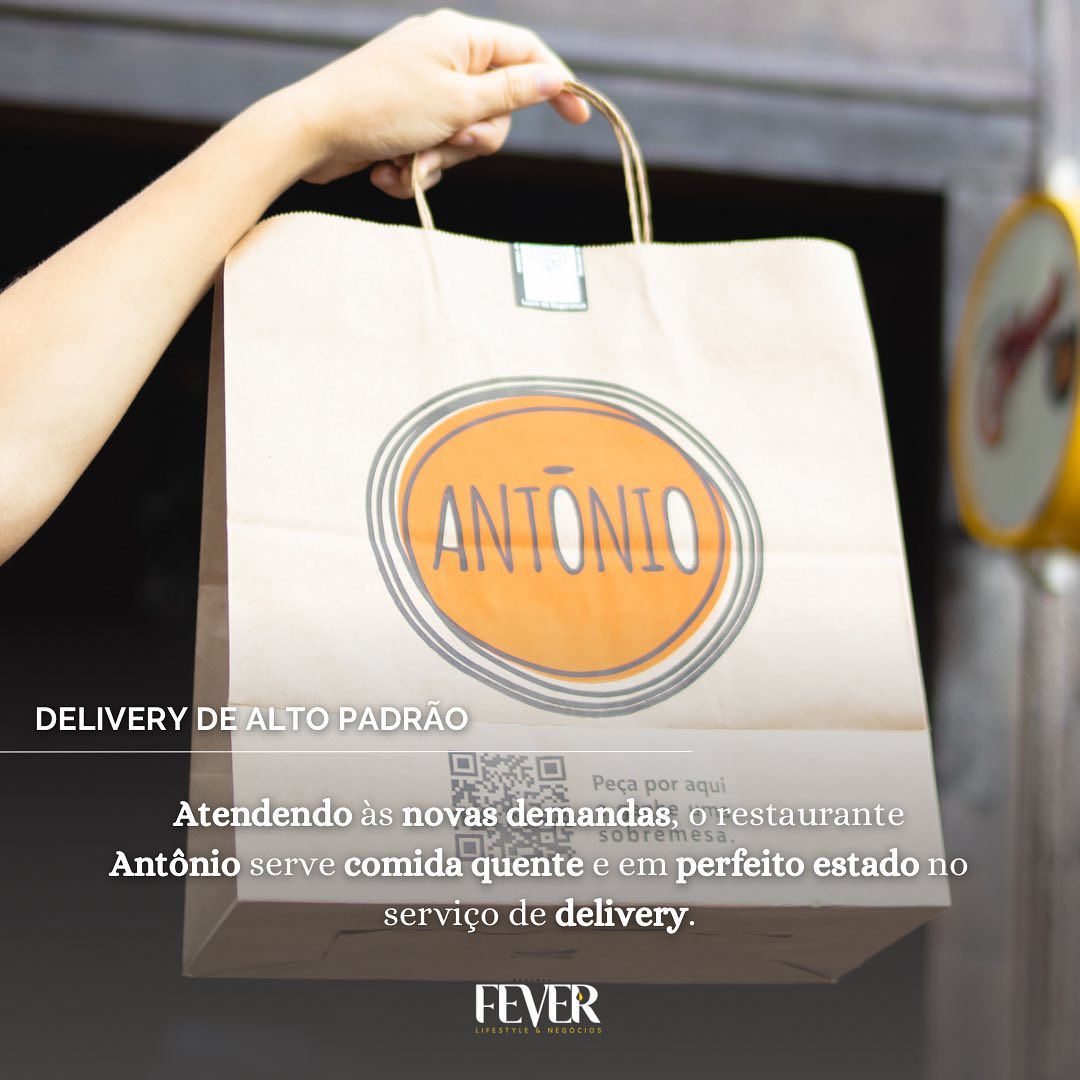 ANTÔNIO
DELIVERY DE ALTO PADRÃO
Peça por aqui
sobremesa.
Atendendo às novas demandas, o restaurante
Antônio serve comida quente e em perfeito estado no
serviço de delivery.
FEVER
LIFESTYLE & NEGÓCIOS